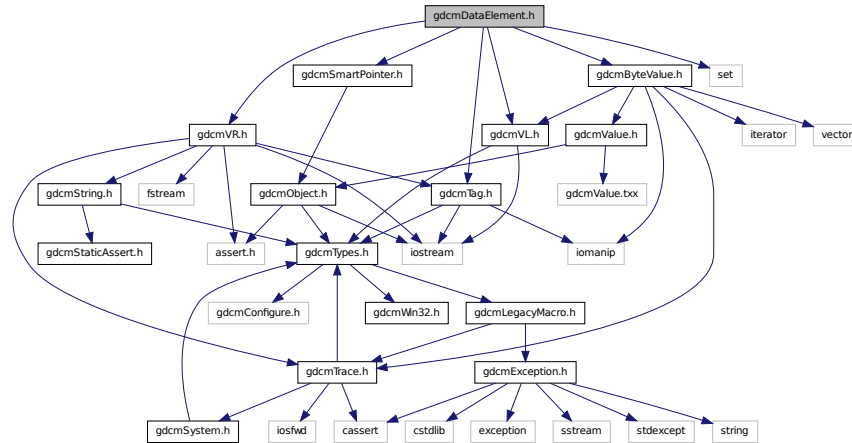 gdcmDataElement.h
gdcmSmartPointer.h
gdcmByteValue.h
set
gdcmVR.h
gdcmVL.h
gdcmValue.h
iterator
vector
gdcmString.h
fstream
gdcmObject.h
gdcmTag.h
gdcmValue.txx
gdcmStaticAssert.h
assert.h
gdcmTypes.h
iostream
iomanip
gdcmConfigure.h
gdcmWin32.h
gdcmLegacyMacro.h
gdcmTrace.h
gdcmException.h
gdcmSystem.h
iosfwd
cassert
cstdlib
exception
sstream
stdexcept
string